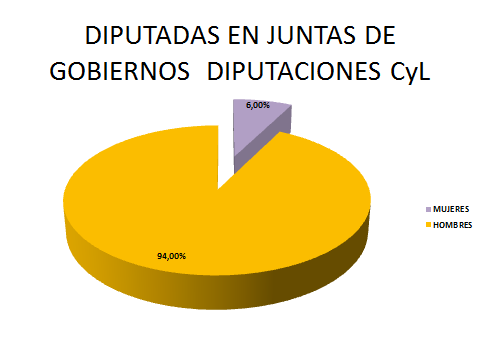 DIPUTADAS EN JUNTAS DE
GOBIERNOS DIPUTACIONES CyL
6,00%
MUJERES
HOMBRES
94,00%